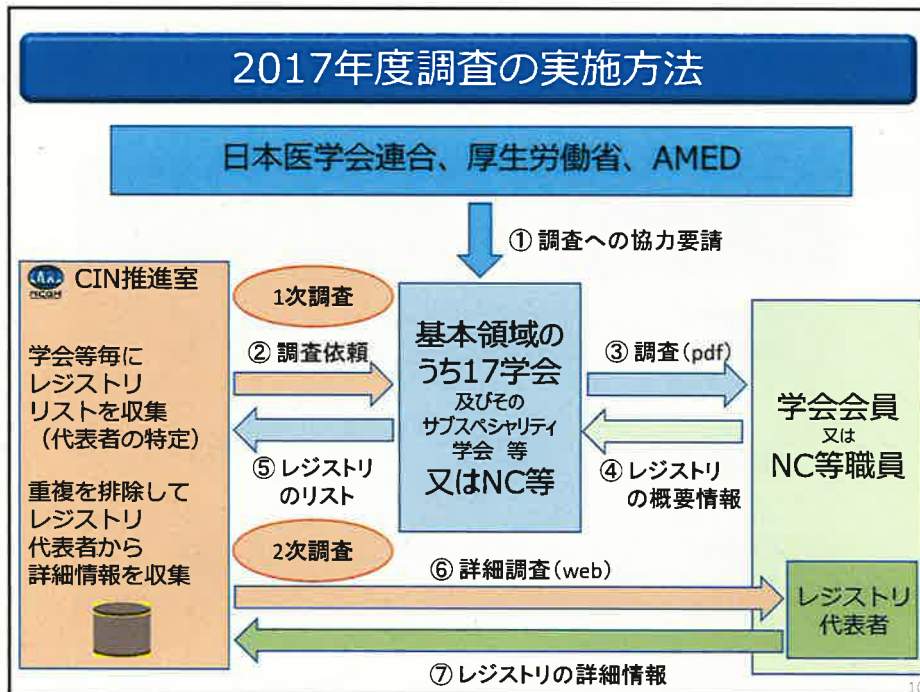 2017年度調査の実施方法
日本医学会連合、厚生労働省、AMED
① 調査への協力要請
NCGM
CIN推進室
学会等毎に
レジストリ
リストを収集
(代表者の特定)
重複を排除して
レジストリ
代表者から
詳細情報を収集
1次調査
② 調査依頼
⑤ レジストリ
のリスト
2次調査
基本領域の
うち17学会
及びその
サブスペシャリティ
学会 等
又はNC等
③ 調査(pdf)
④ レジストリ
の概要情報
学会会員
又は
NC等職員
⑥ 詳細調査(web)
レジストリ
代表者
⑦ レジストリの詳細情報